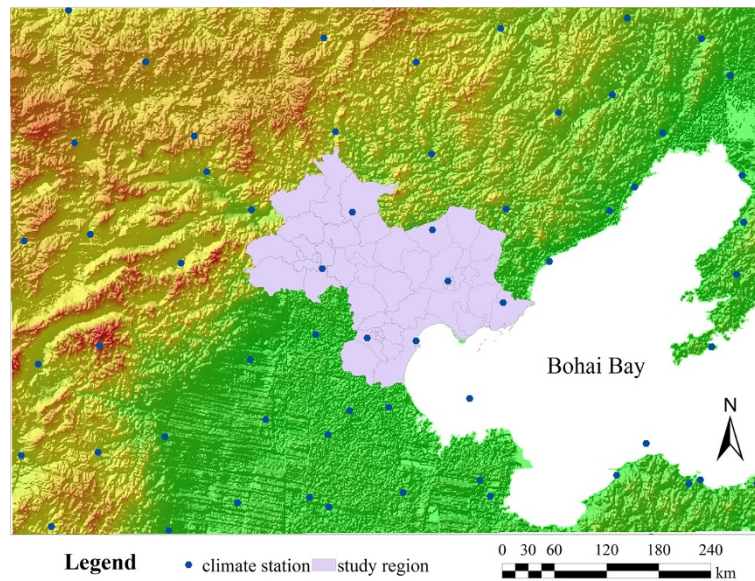 Bohai Bay
N
Legend
climate station
study region
0 30 60 120 180 240
km